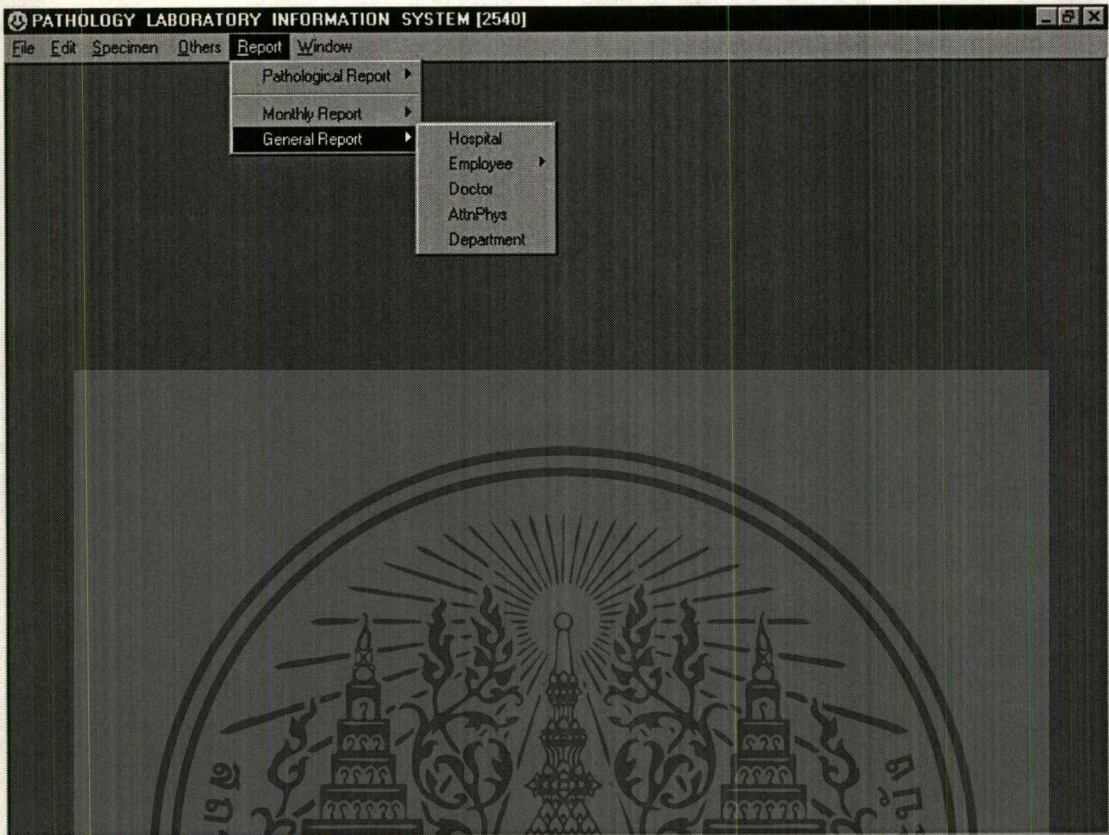 PATHOLOGY LABORATORY INFORMATION SYSTEM [2540]
File Edit Specimen Others Report Window
Pathological Report
Monthly Report
General Report
Hospital
Employee
Doctor
AttnPhys
Department